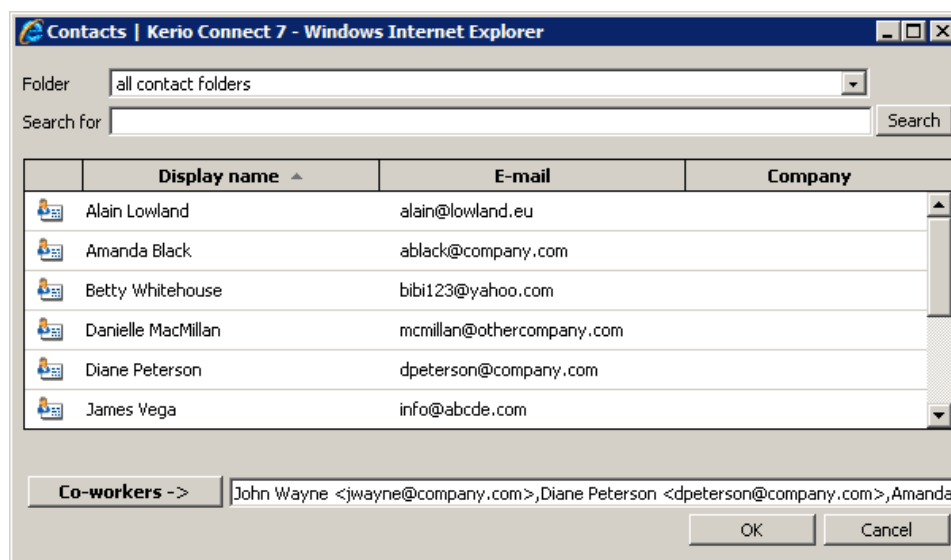 Contacts | Kerio Connect 7 - Windows Internet Explorer
Folder all contact folders
Search for Search
Display name E-mail Company
Alain Lowland alain@lowland.eu
Amanda Black ablack@company.com
Betty Whitehouse bibi123@yahoo.com
Danielle MacMillan mcmillan@othercompany.com
Diane Peterson dpeterson@company.com
James Vega info@abcde.com
Co-workers -> John Wayne <jwayne@company.com>,Diane Peterson <dpeterson@company.com>,Amanda
OK Cancel